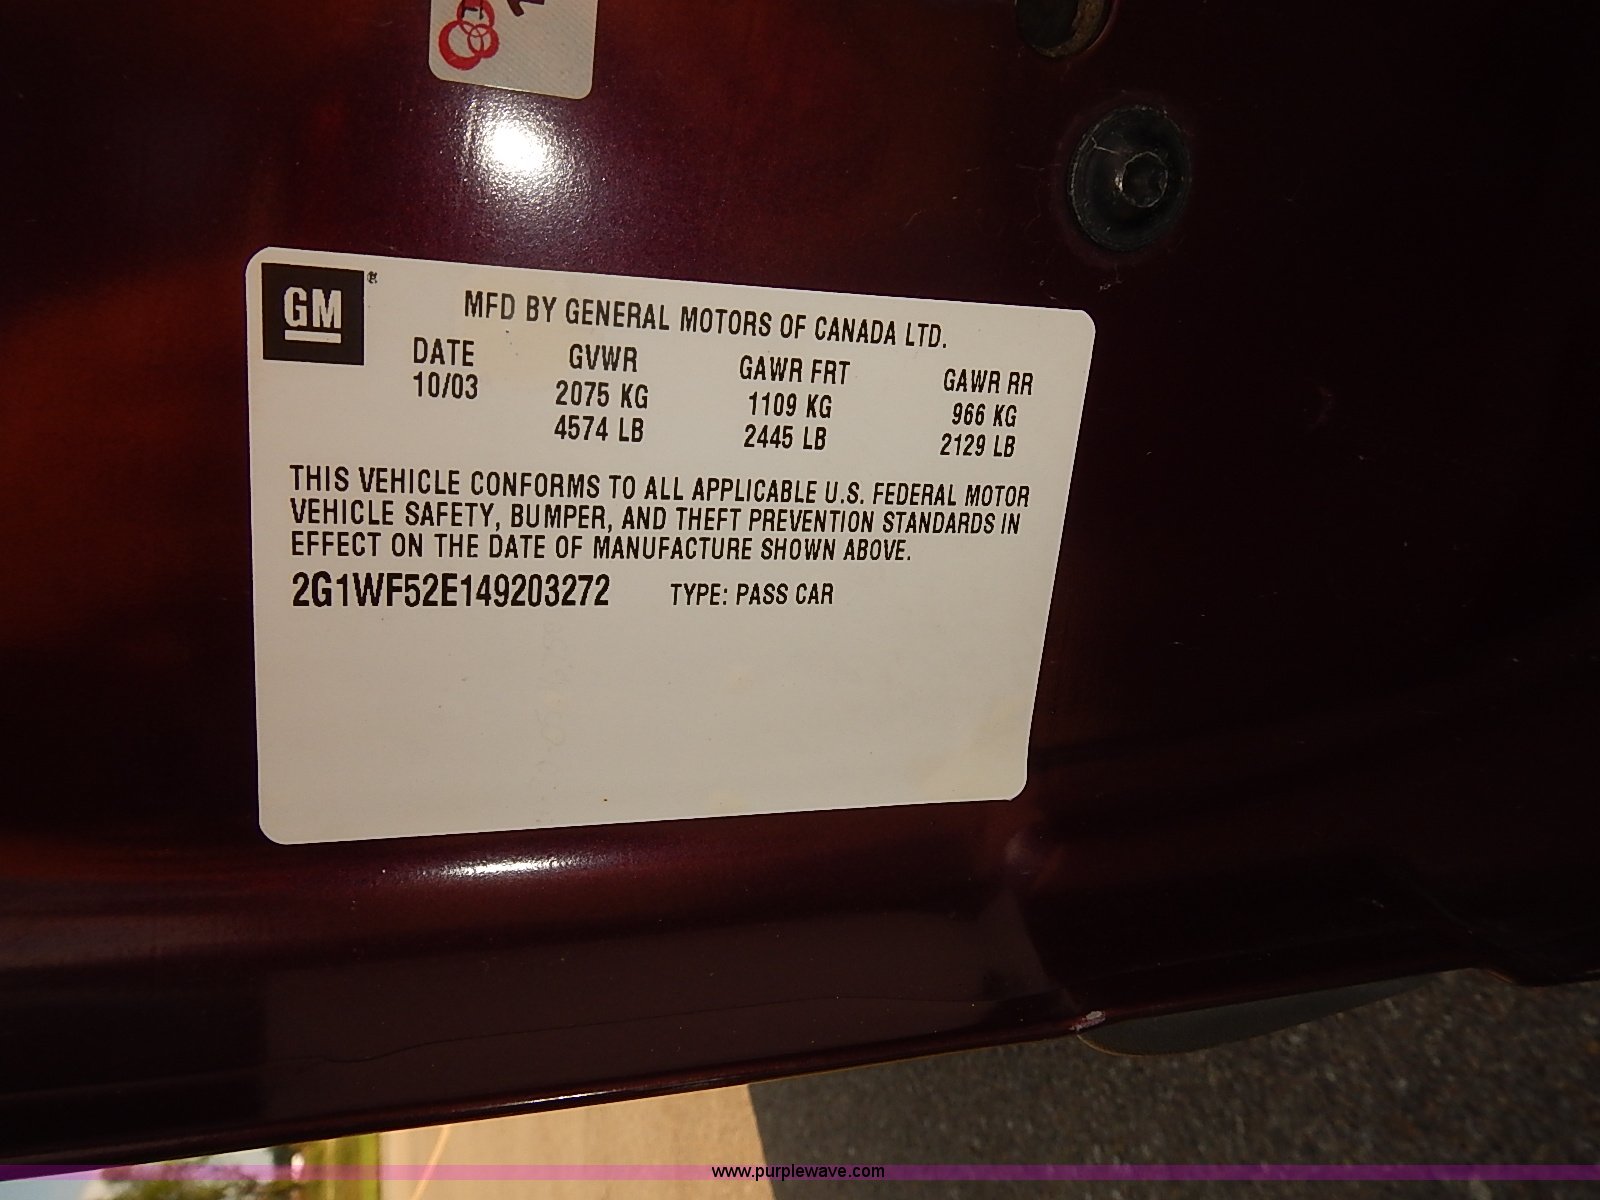 GM ®
MFD BY GENERAL MOTORS OF CANADA LTD.
DATE GVWR GAWR FRT GAWR RR
10/03 2075 KG 1109 KG 966 KG
4574 LB 2445 LB 2129 LB
THIS VEHICLE CONFORMS TO ALL APPLICABLE U.S. FEDERAL MOTOR
VEHICLE SAFETY, BUMPER, AND THEFT PREVENTION STANDARDS IN
EFFECT ON THE DATE OF MANUFACTURE SHOWN ABOVE.
2G1WF52E149203272 TYPE: PASS CAR
www.purplewave.com